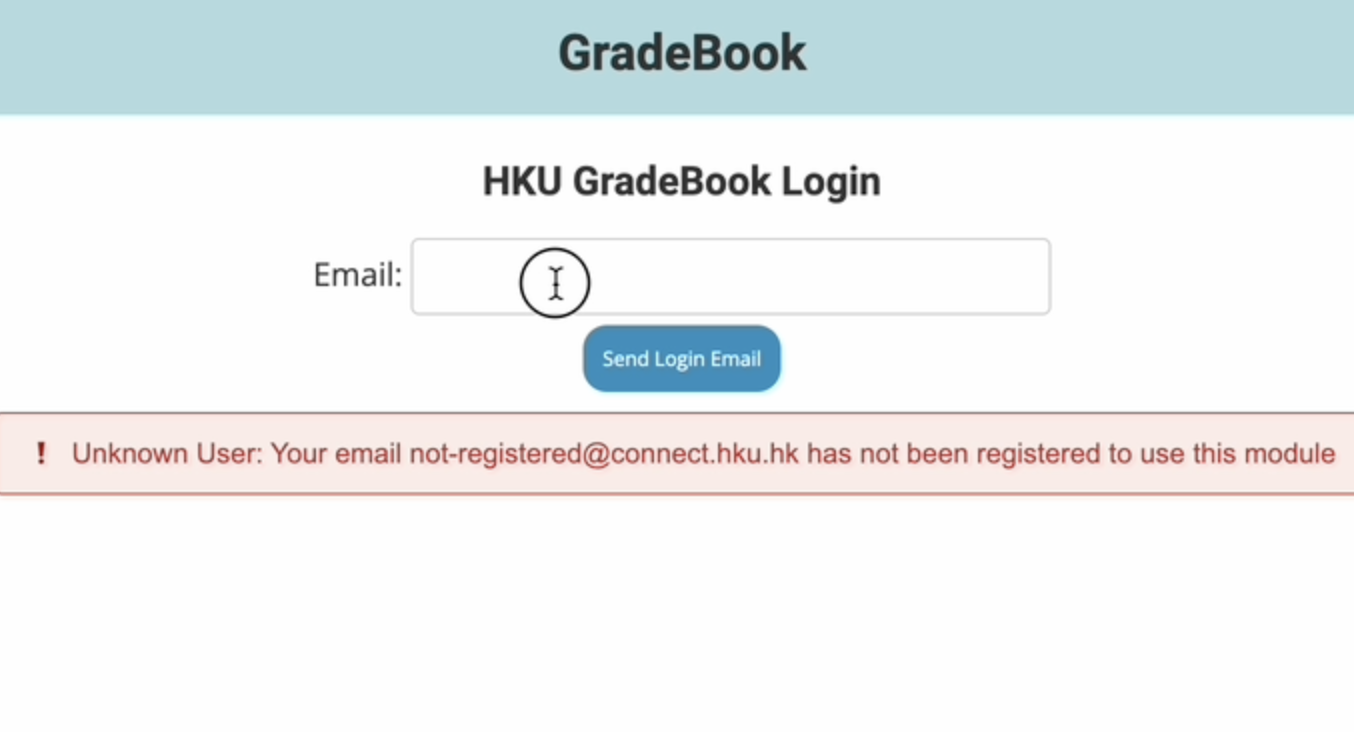 GradeBook
HKU GradeBook Login
Email:
Send Login Email
! Unknown User: Your email not-registered@connect.hku.hk has not been registered to use this module